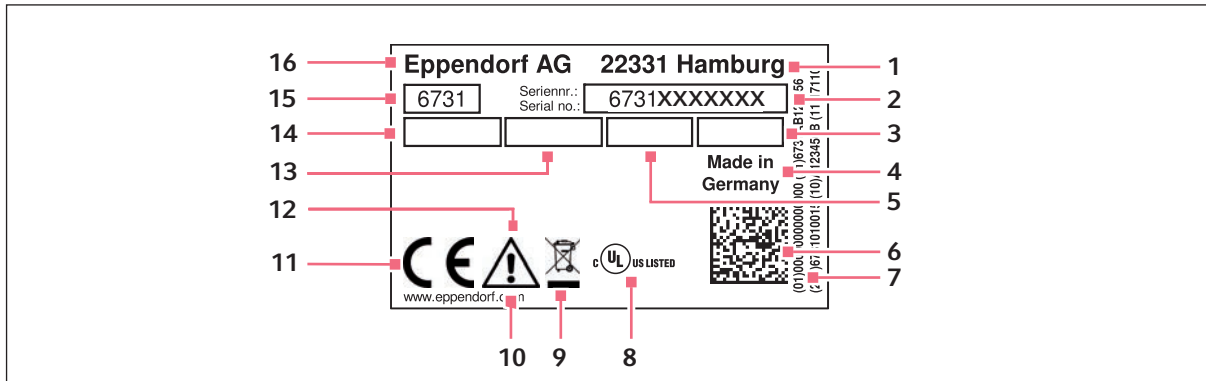 16 Eppendorf AG 22331 Hamburg 1
15 6731 Seriennr.: 6731XXXXXXX 2
Serial no.:
14 3
13 Made in 4
Germany 5
12
11 CE C UL US LISTED 6
7
www.eppendorf.
10 9 8